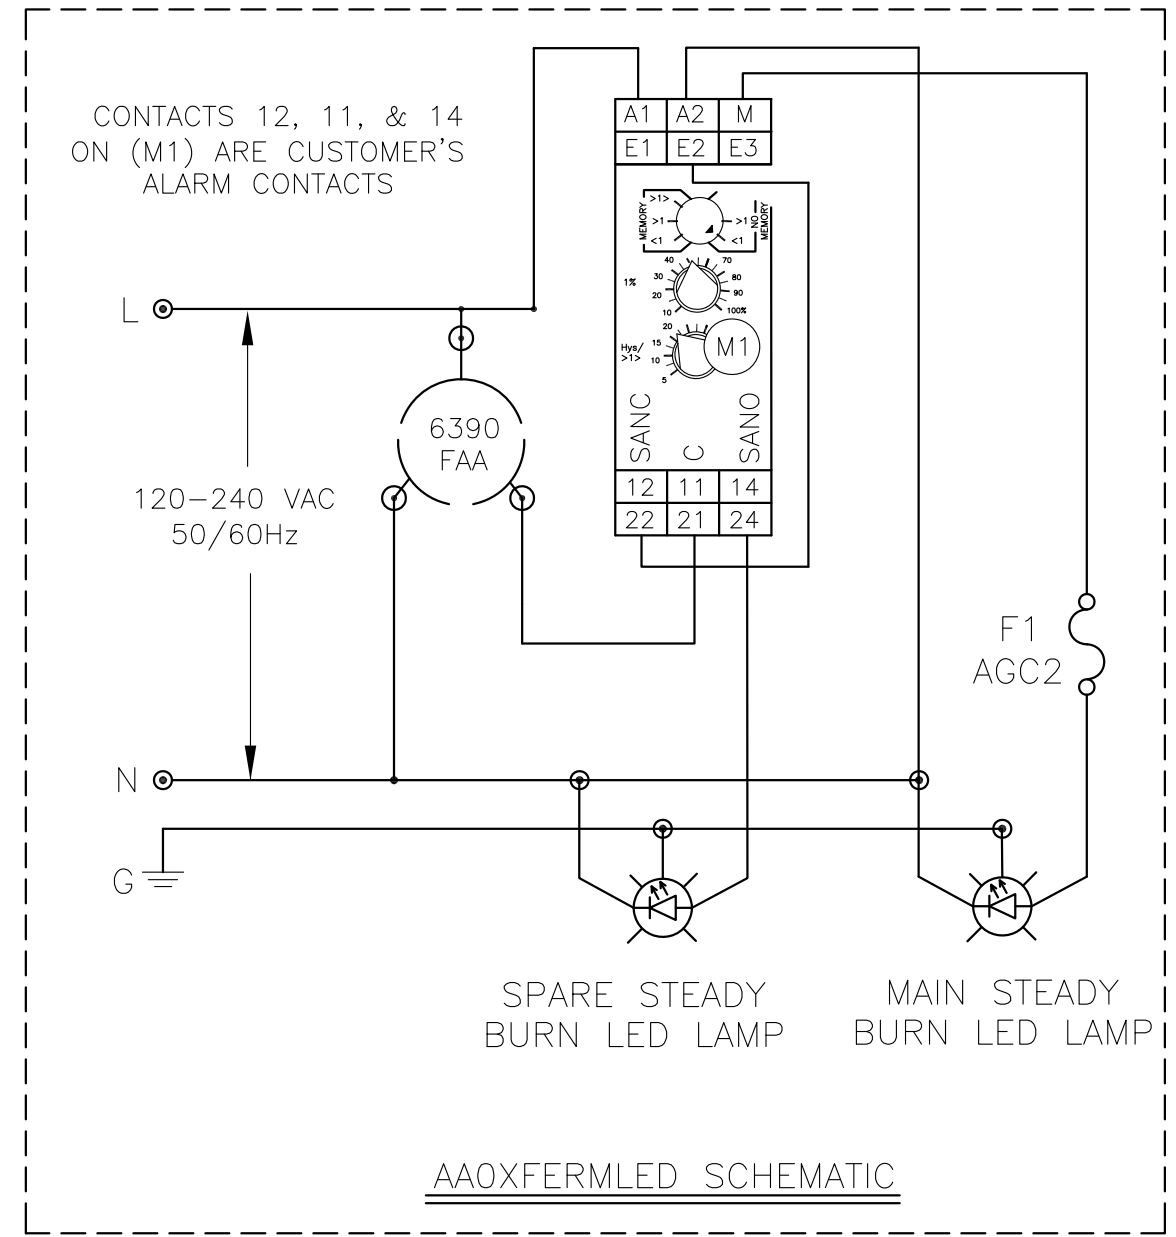 CONTACTS 12, 11, & 14
ON (M1) ARE CUSTOMER'S
ALARM CONTACTS
A1 A2 M
E1 E2 E3
MEMORY
>1>
>1
<1
>1
<1
NO
MEMORY
1%
10
20
30
40
70
80
90
100%
Hys/
>1>
5
10
15
20
M1
SANC
C
SANO
12 11 14
22 21 24
L
6390
FAA
120-240 VAC
50/60Hz
F1
AGC2
N
G
SPARE STEADY
BURN LED LAMP
MAIN STEADY
BURN LED LAMP
AAOXFERMLED SCHEMATIC